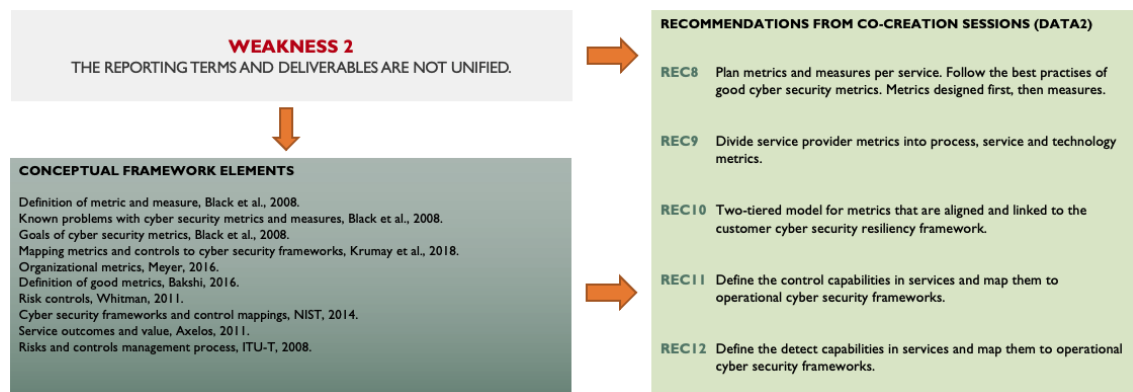 WEAKNESS 2
THE REPORTING TERMS AND DELIVERABLES ARE NOT UNIFIED.
CONCEPTUAL FRAMEWORK ELEMENTS
Definition of metric and measure, Black et al., 2008.
Known problems with cyber security metrics and measures, Black et al., 2008.
Goals of cyber security metrics, Black et al., 2008.
Mapping metrics and controls to cyber security frameworks, Krumay et al., 2018.
Organizational metrics, Meyer, 2016.
Definition of good metrics, Bakshi, 2016.
Risk controls, Whitman, 2011.
Cyber security frameworks and control mappings, NIST, 2014.
Service outcomes and value, Axelos, 2011.
Risks and controls management process, ITU-T, 2008.
RECOMMENDATIONS FROM CO-CREATION SESSIONS (DATA2)
REC8 Plan metrics and measures per service. Follow the best practises of
good cyber security metrics. Metrics designed first, then measures.
REC9 Divide service provider metrics into process, service and technology
metrics.
REC10 Two-tiered model for metrics that are aligned and linked to the
customer cyber security resiliency framework.
REC11 Define the control capabilities in services and map them to
operational cyber security frameworks.
REC12 Define the detect capabilities in services and map them to operational
cyber security frameworks.